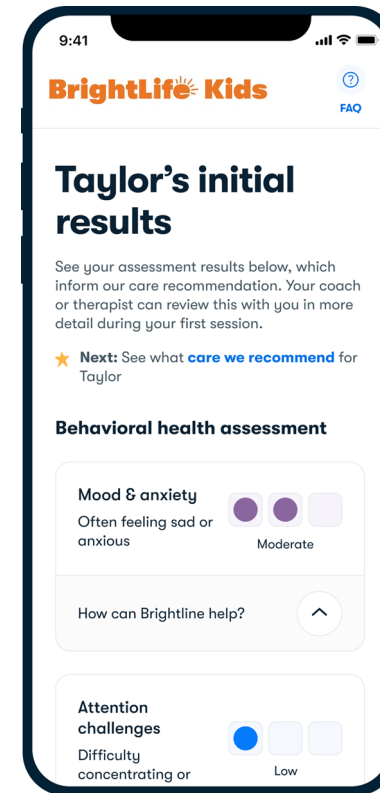 9:41
BrightLife Kids
?
FAQ
Taylor's initial
results
See your assessment results below, which
inform our care recommendation. Your coach
or therapist can review this with you in more
detail during your first session.
Next: See what care we recommend for
Taylor
Behavioral health assessment
Mood & anxiety
Often feeling sad or
anxious
Moderate
How can Brightline help?
Attention
challenges
Difficulty
concentrating or
Low